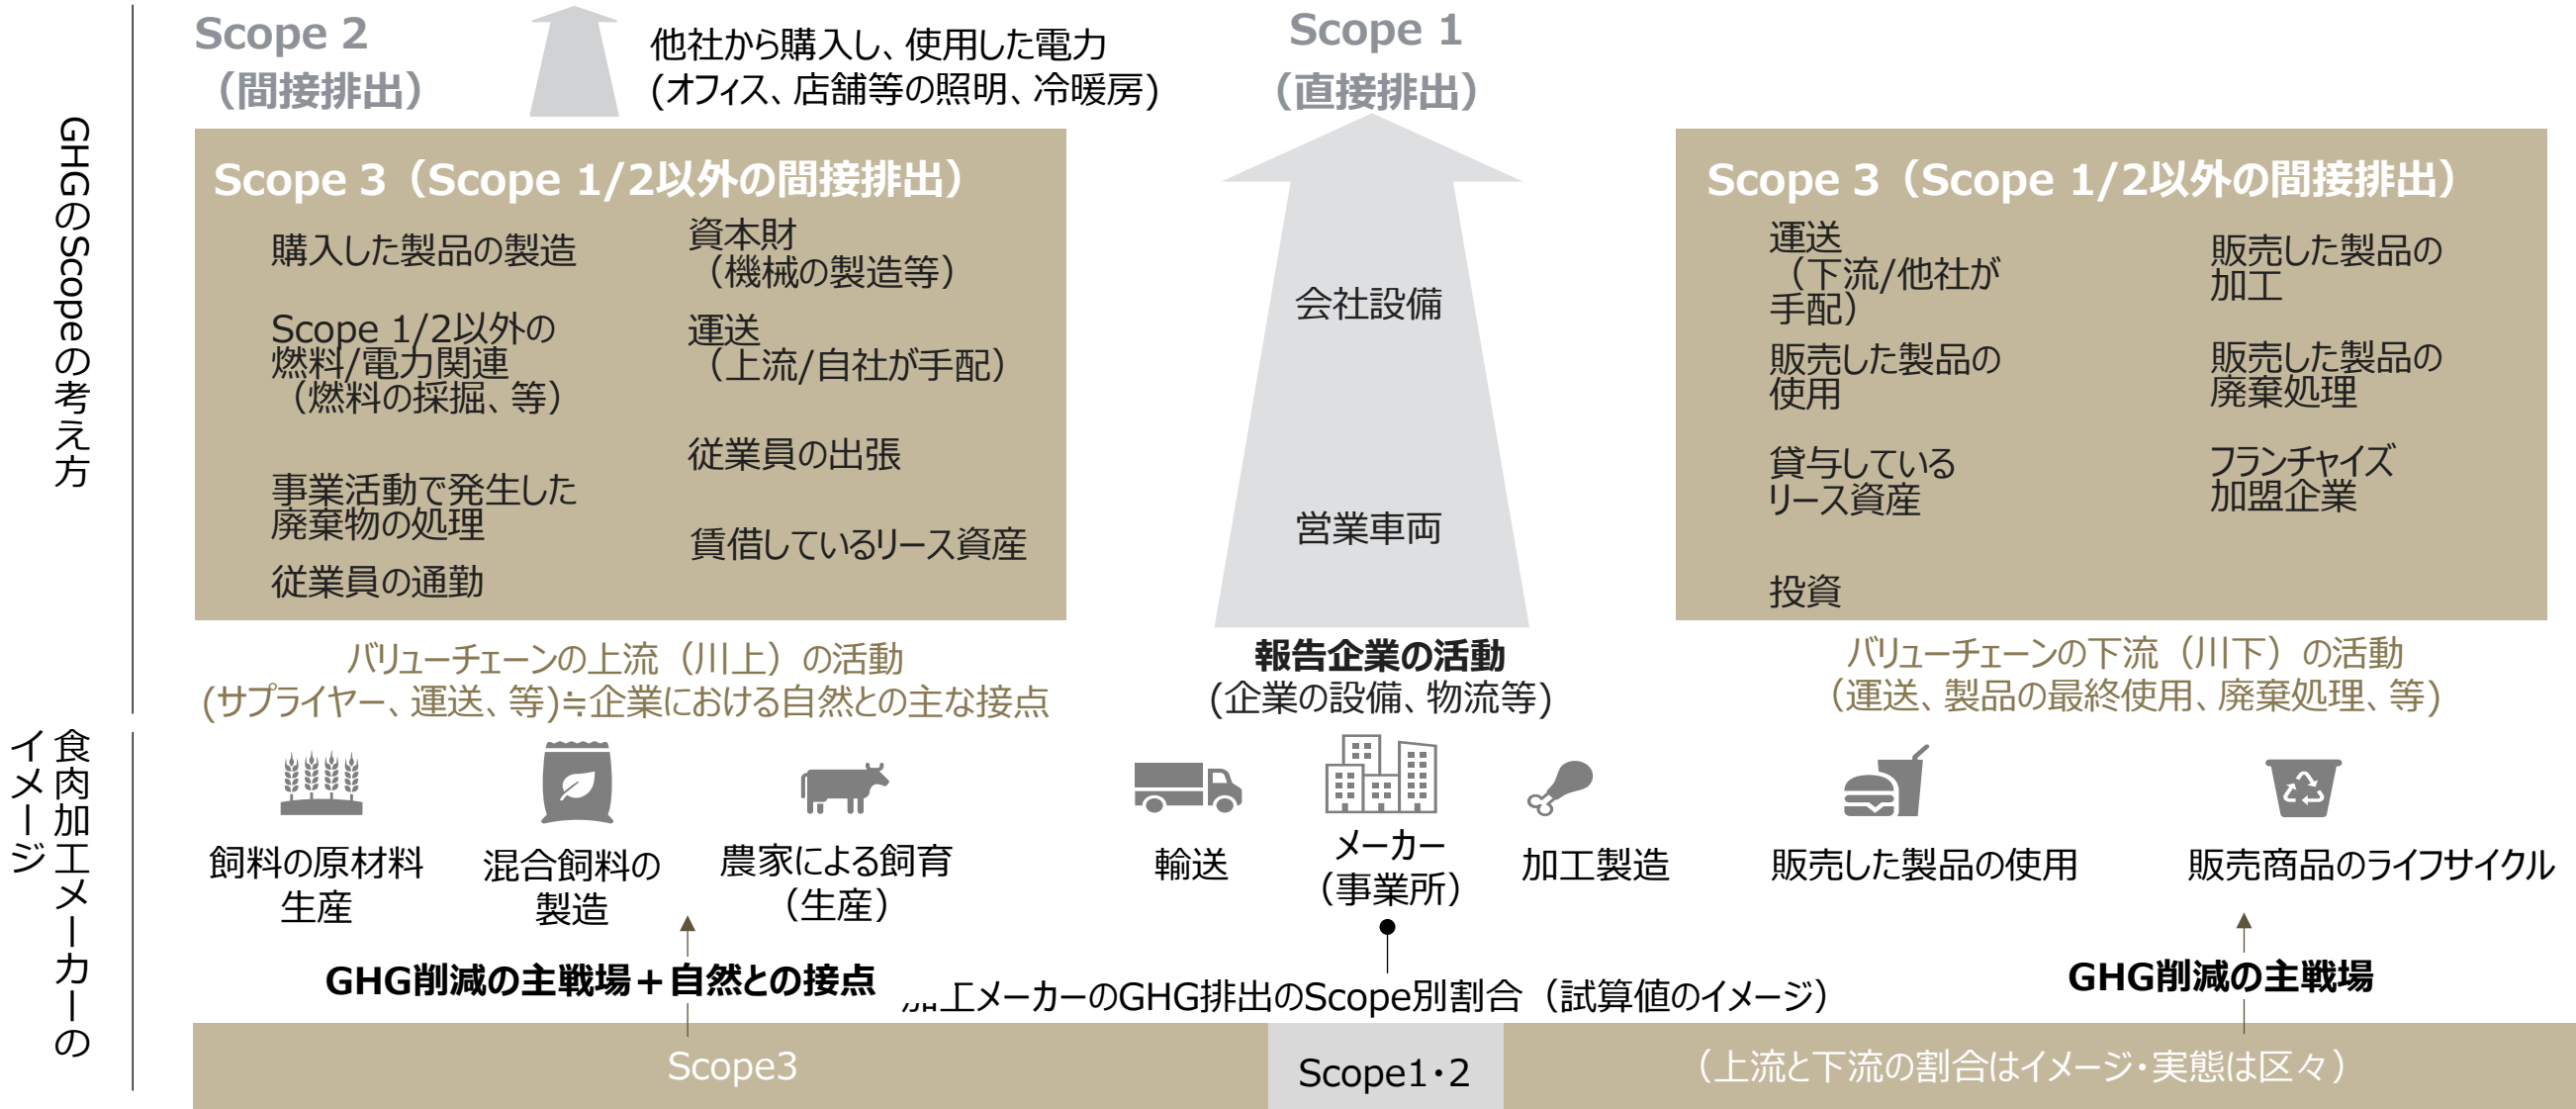 GHGのScopeの考え方
Scope 2
（間接排出）
他社から購入し、使用した電力
(オフィス、店舗等の照明、冷暖房)
Scope 1
（直接排出）
Scope 3（Scope 1/2以外の間接排出）
購入した製品の製造
Scope 1/2以外の
燃料/電力関連
（燃料の採掘、等）
事業活動で発生した
廃棄物の処理
従業員の通勤
資本財
（機械の製造等）
運送
（上流/自社が手配）
従業員の出張
賃借しているリース資産
会社設備
営業車両
Scope 3（Scope 1/2以外の間接排出）
運送
（下流/他社が
手配）
販売した製品の
使用
貸与している
リース資産
投資
販売した製品の
加工
販売した製品の
廃棄処理
フランチャイズ
加盟企業
バリューチェーンの上流（川上）の活動
(サプライヤー、運送、等)≒企業における自然との主な接点
報告企業の活動
(企業の設備、物流等)
バリューチェーンの下流（川下）の活動
（運送、製品の最終使用、廃棄処理、等)
食肉加工メーカーの
イメージ
飼料の原材料
生産
混合飼料の
製造
農家による飼育
（生産）
輸送
メーカー
（事業所）
加工製造
販売した製品の使用
販売商品のライフサイクル
GHG削減の主戦場＋自然との接点
加工メーカーのGHG排出のScope別割合（試算値のイメージ）
GHG削減の主戦場
Scope3
Scope1・2
（上流と下流の割合はイメージ・実態は区々）